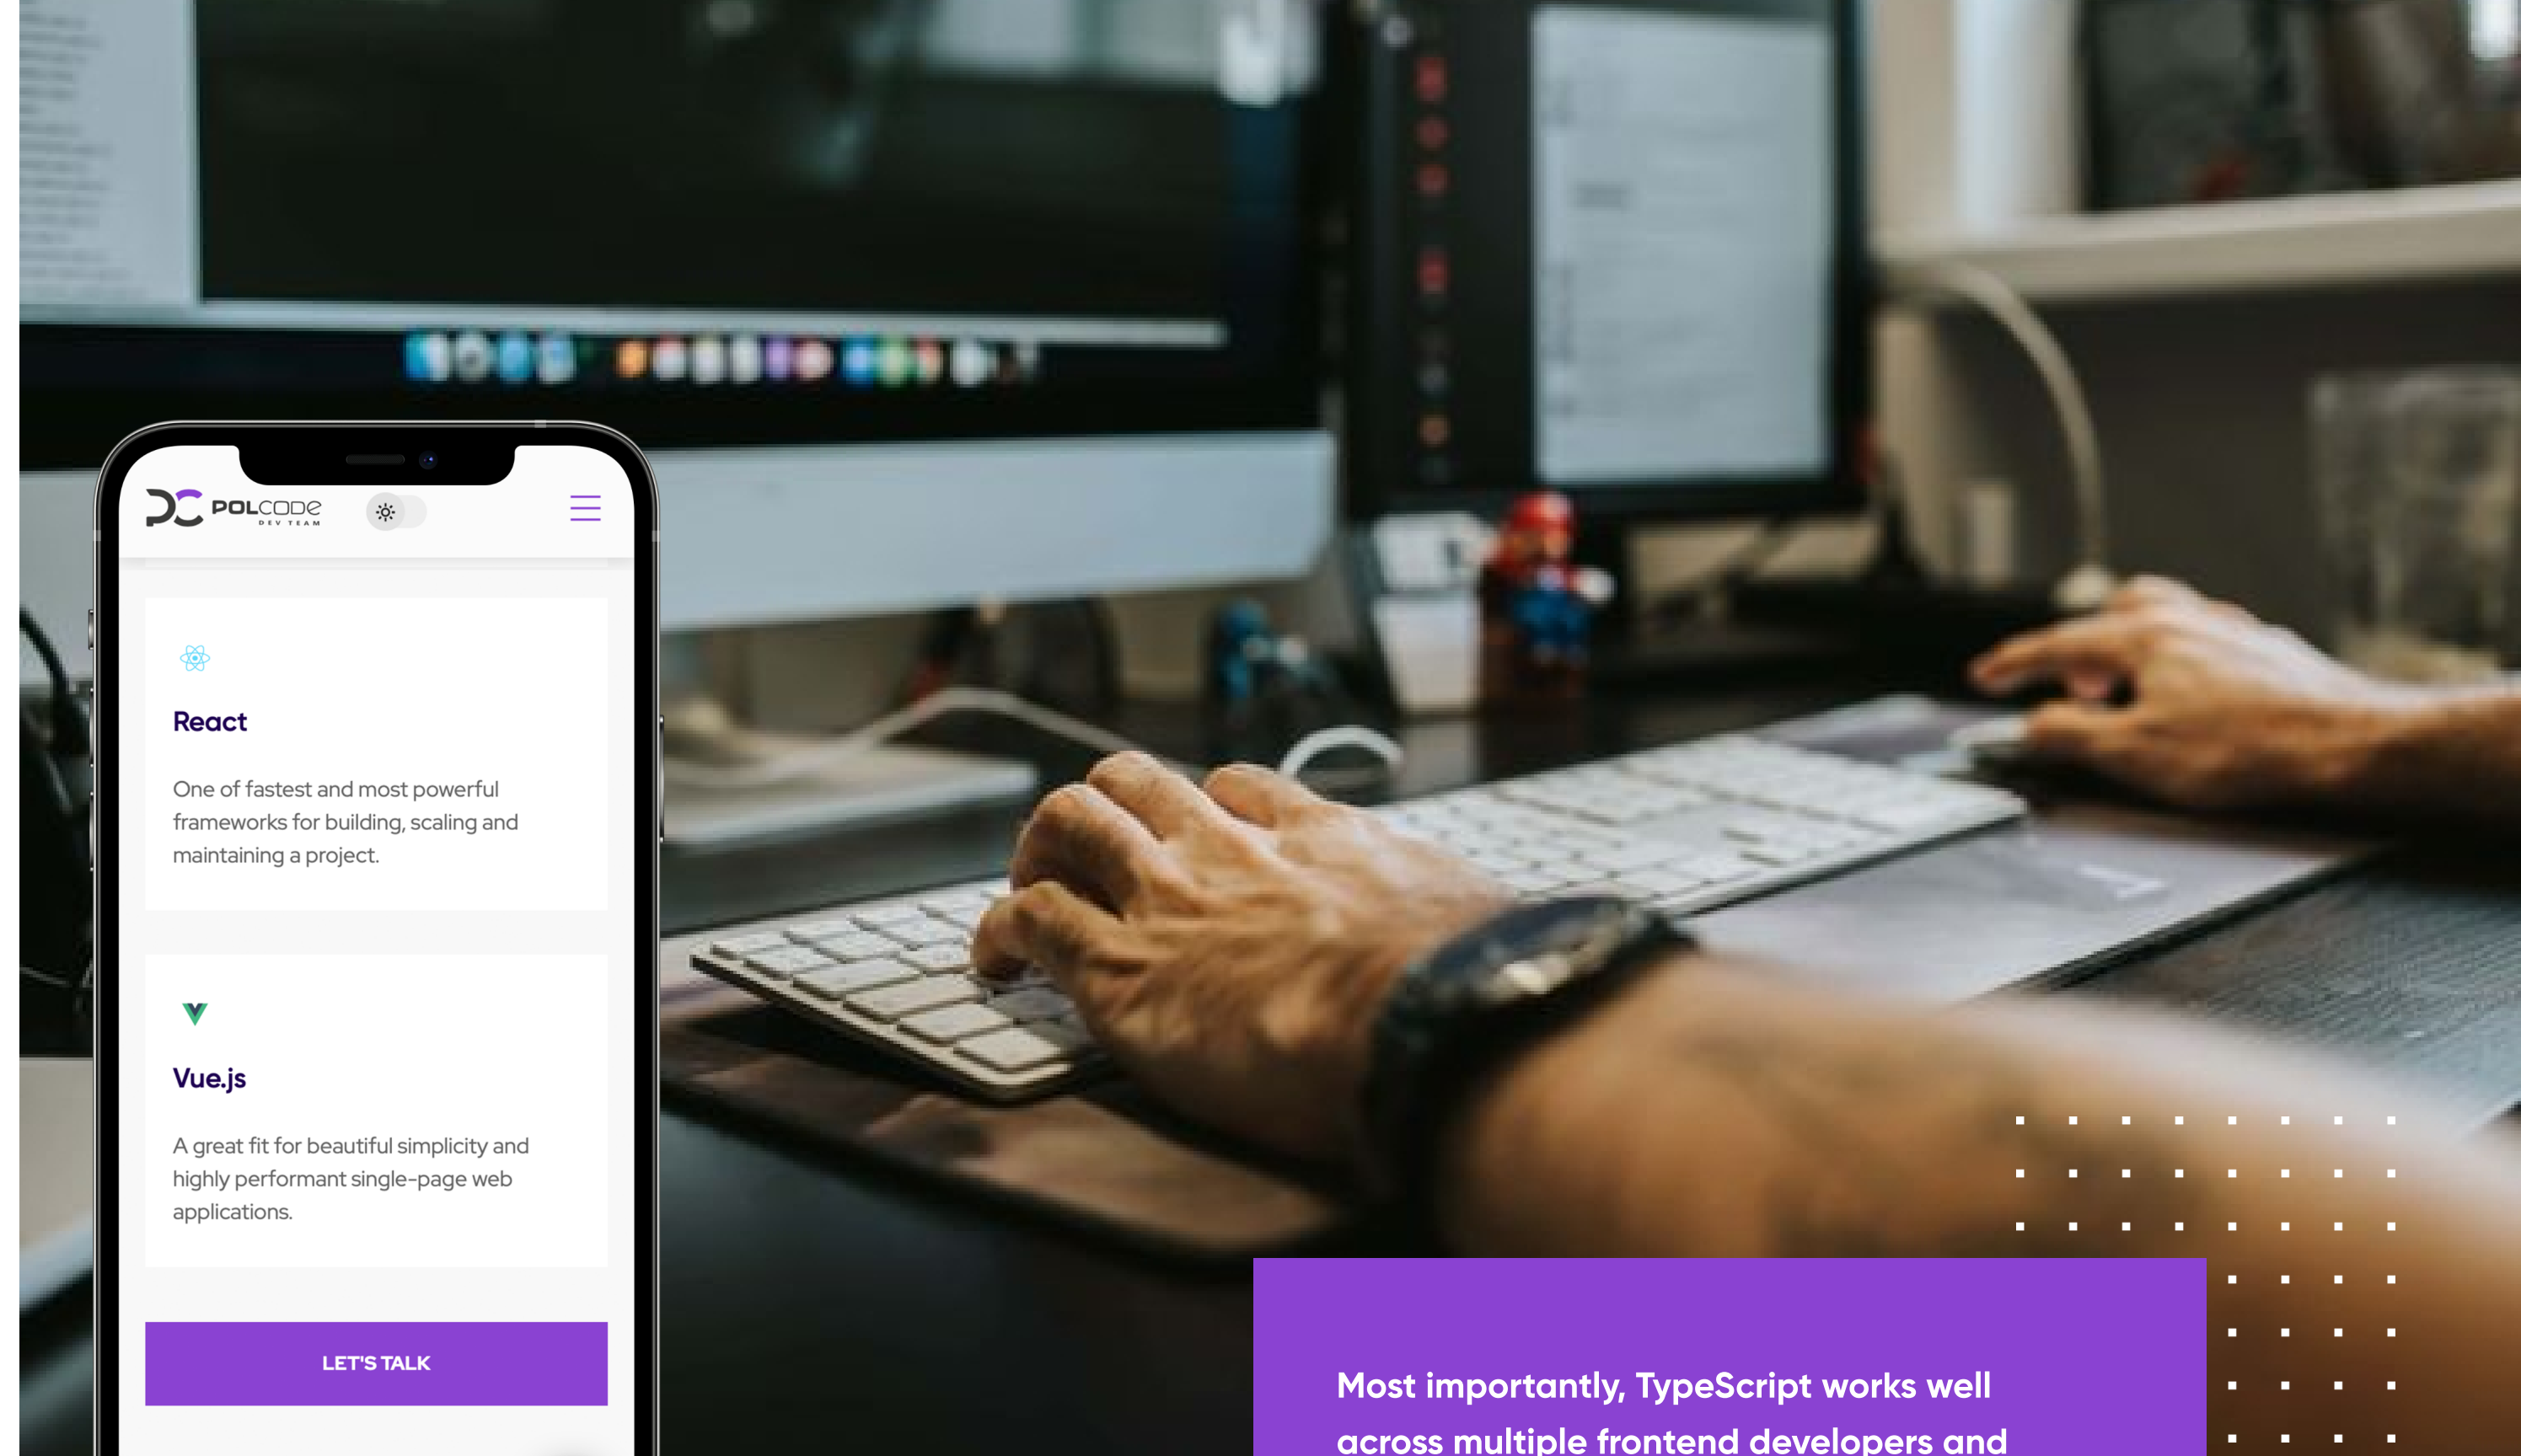 POLCODE
DEV TEAM
React
One of fastest and most powerful
frameworks for building, scaling and
maintaining a project.
Vue.js
A great fit for beautiful simplicity and
highly performant single-page web
applications.
LET'S TALK
Most importantly, TypeScript works well
across multiple frontend developers and